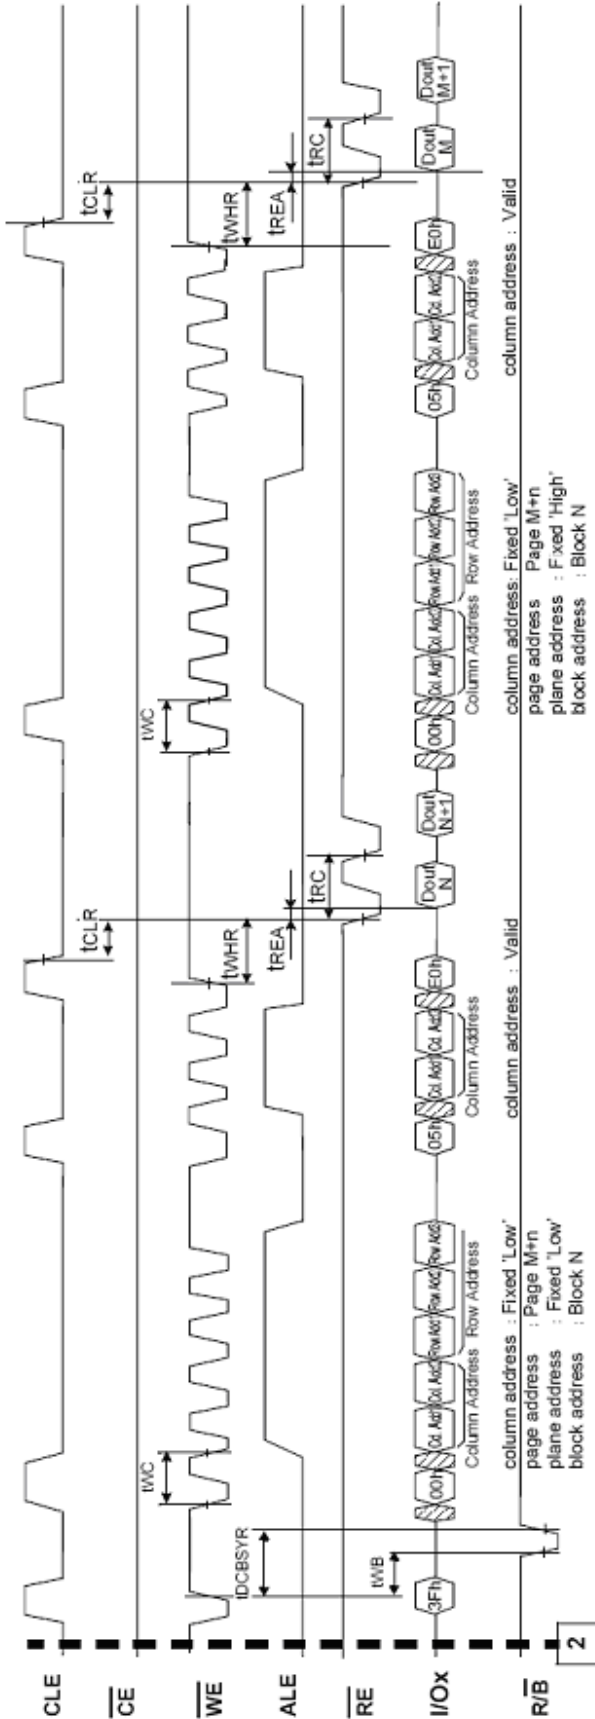 CLE
tCLR
tCLR
CE
WE
tWC
tWC
tDCBSYR
tWHR
tWHR
ALE
tWB
tREA
tREA
RE
tRC
tRC
I/Ox
3Fh
00h
Col. Add1
Col. Add2
Row Add1
Row Add2
Row Add3
05h
Col. Add1
Col. Add2
E0h
Dout N
Dout N+1
00h
Col. Add1
Col. Add2
Row Add1
Row Add2
Row Add3
05h
Col. Add1
Col. Add2
E0h
Dout M
Dout M+1
Column Address Row Address
Column Address
Column Address Row Address
Column Address
R/B
column address : Fixed 'Low'
page address : Page M+n
plane address : Fixed 'Low'
block address : Block N
column address : Valid
column address: Fixed 'Low'
page address Page M+n
plane address : Fixed 'High'
block address : Block N
column address : Valid
2